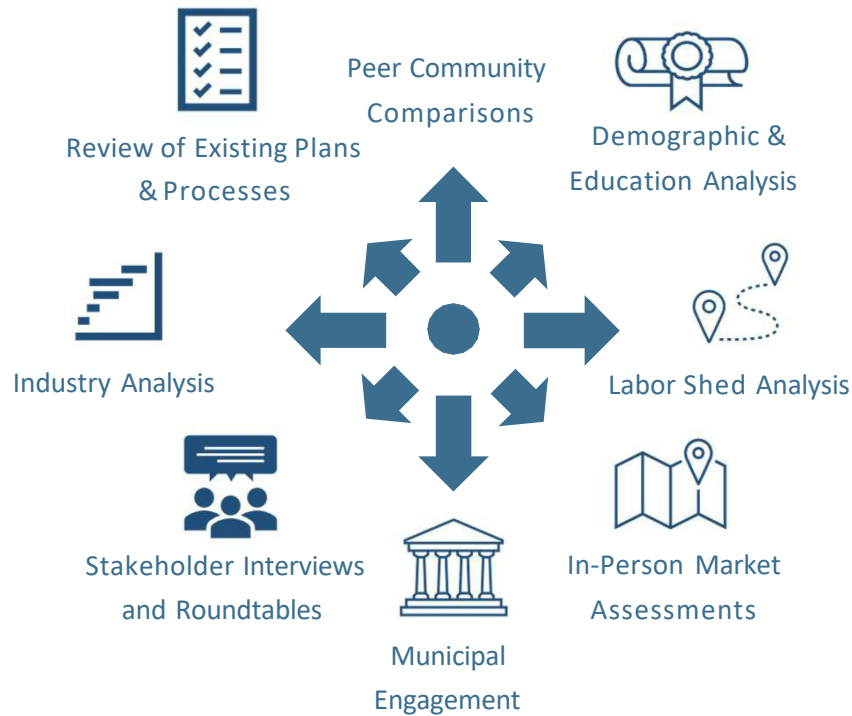 Peer Community
Comparisons
Demographic &
Education Analysis
Review of Existing Plans
& Processes
Industry Analysis
Labor Shed Analysis
Stakeholder Interviews
and Roundtables
In-Person Market
Assessments
Municipal
Engagement